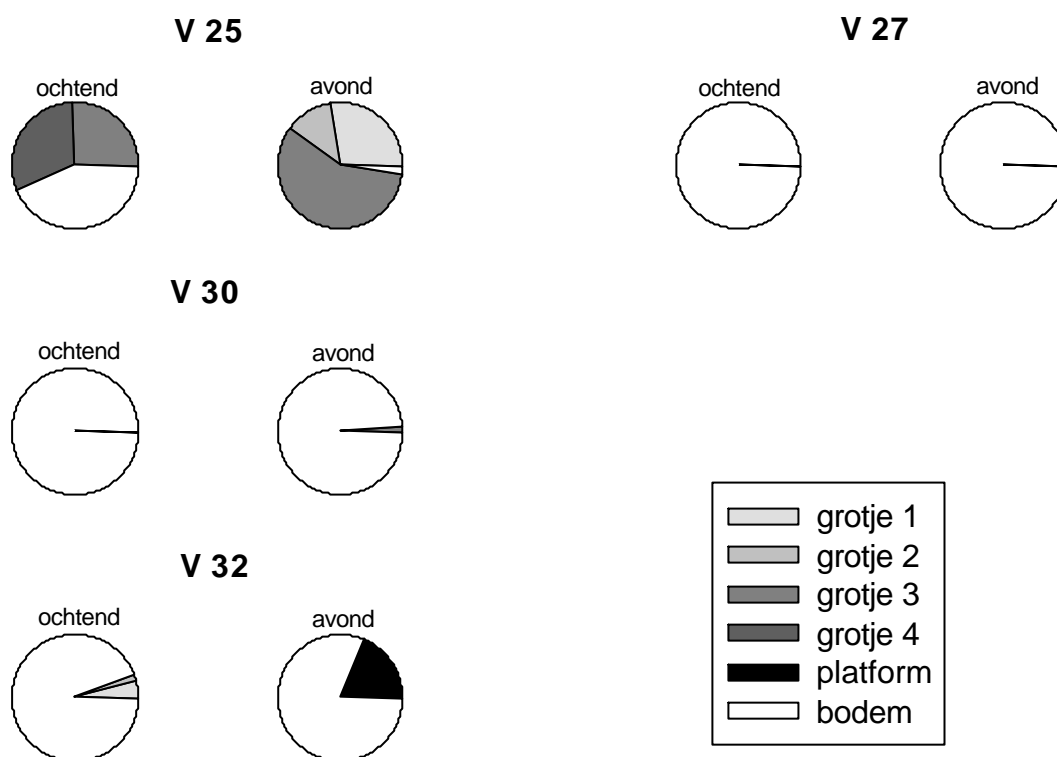 V 25
ochtend
avond
V 27
ochtend
avond
V 30
ochtend
avond
V 32
ochtend
avond
grotje 1
grotje 2
grotje 3
grotje 4
platform
bodem